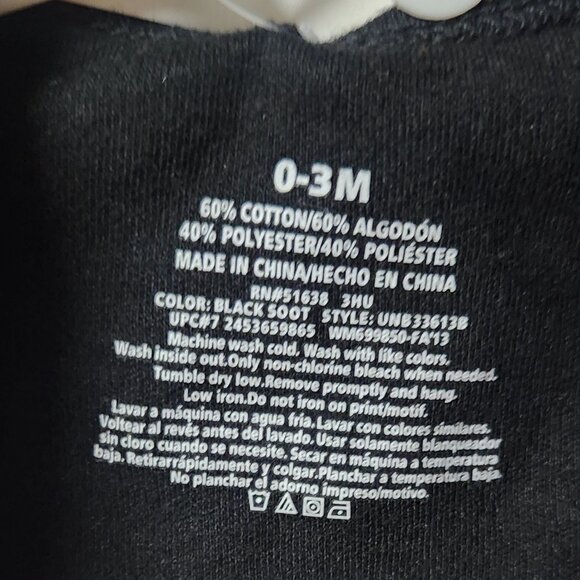 0-3M
60% COTTON/60% ALGODÓN
40% POLYESTER/40% POLIÉSTER
MADE IN CHINA/HECHO EN CHINA
RN#51638 3HU
COLOR: BLACK SOOT STYLE: UNB33613B
UPC#7 2453659865 WM699850-FA'13
Machine wash cold. Wash with like colors.
Wash inside out.Only non-chlorine bleach when needed.
Tumble dry low.Remove promptly and hang.
Low iron.Do not iron on print/motif.
Lavar a máquina con agua fría.Lavar con colores similares.
Voltear al revés antes del lavado.Usar solamente blanqueador
sin cloro cuando se necesite. Secar en máquina a temperatura
baja.Retirarrápidamente y colgar.Planchar a temperatura baja.
No planchar el adorno impreso/motivo.